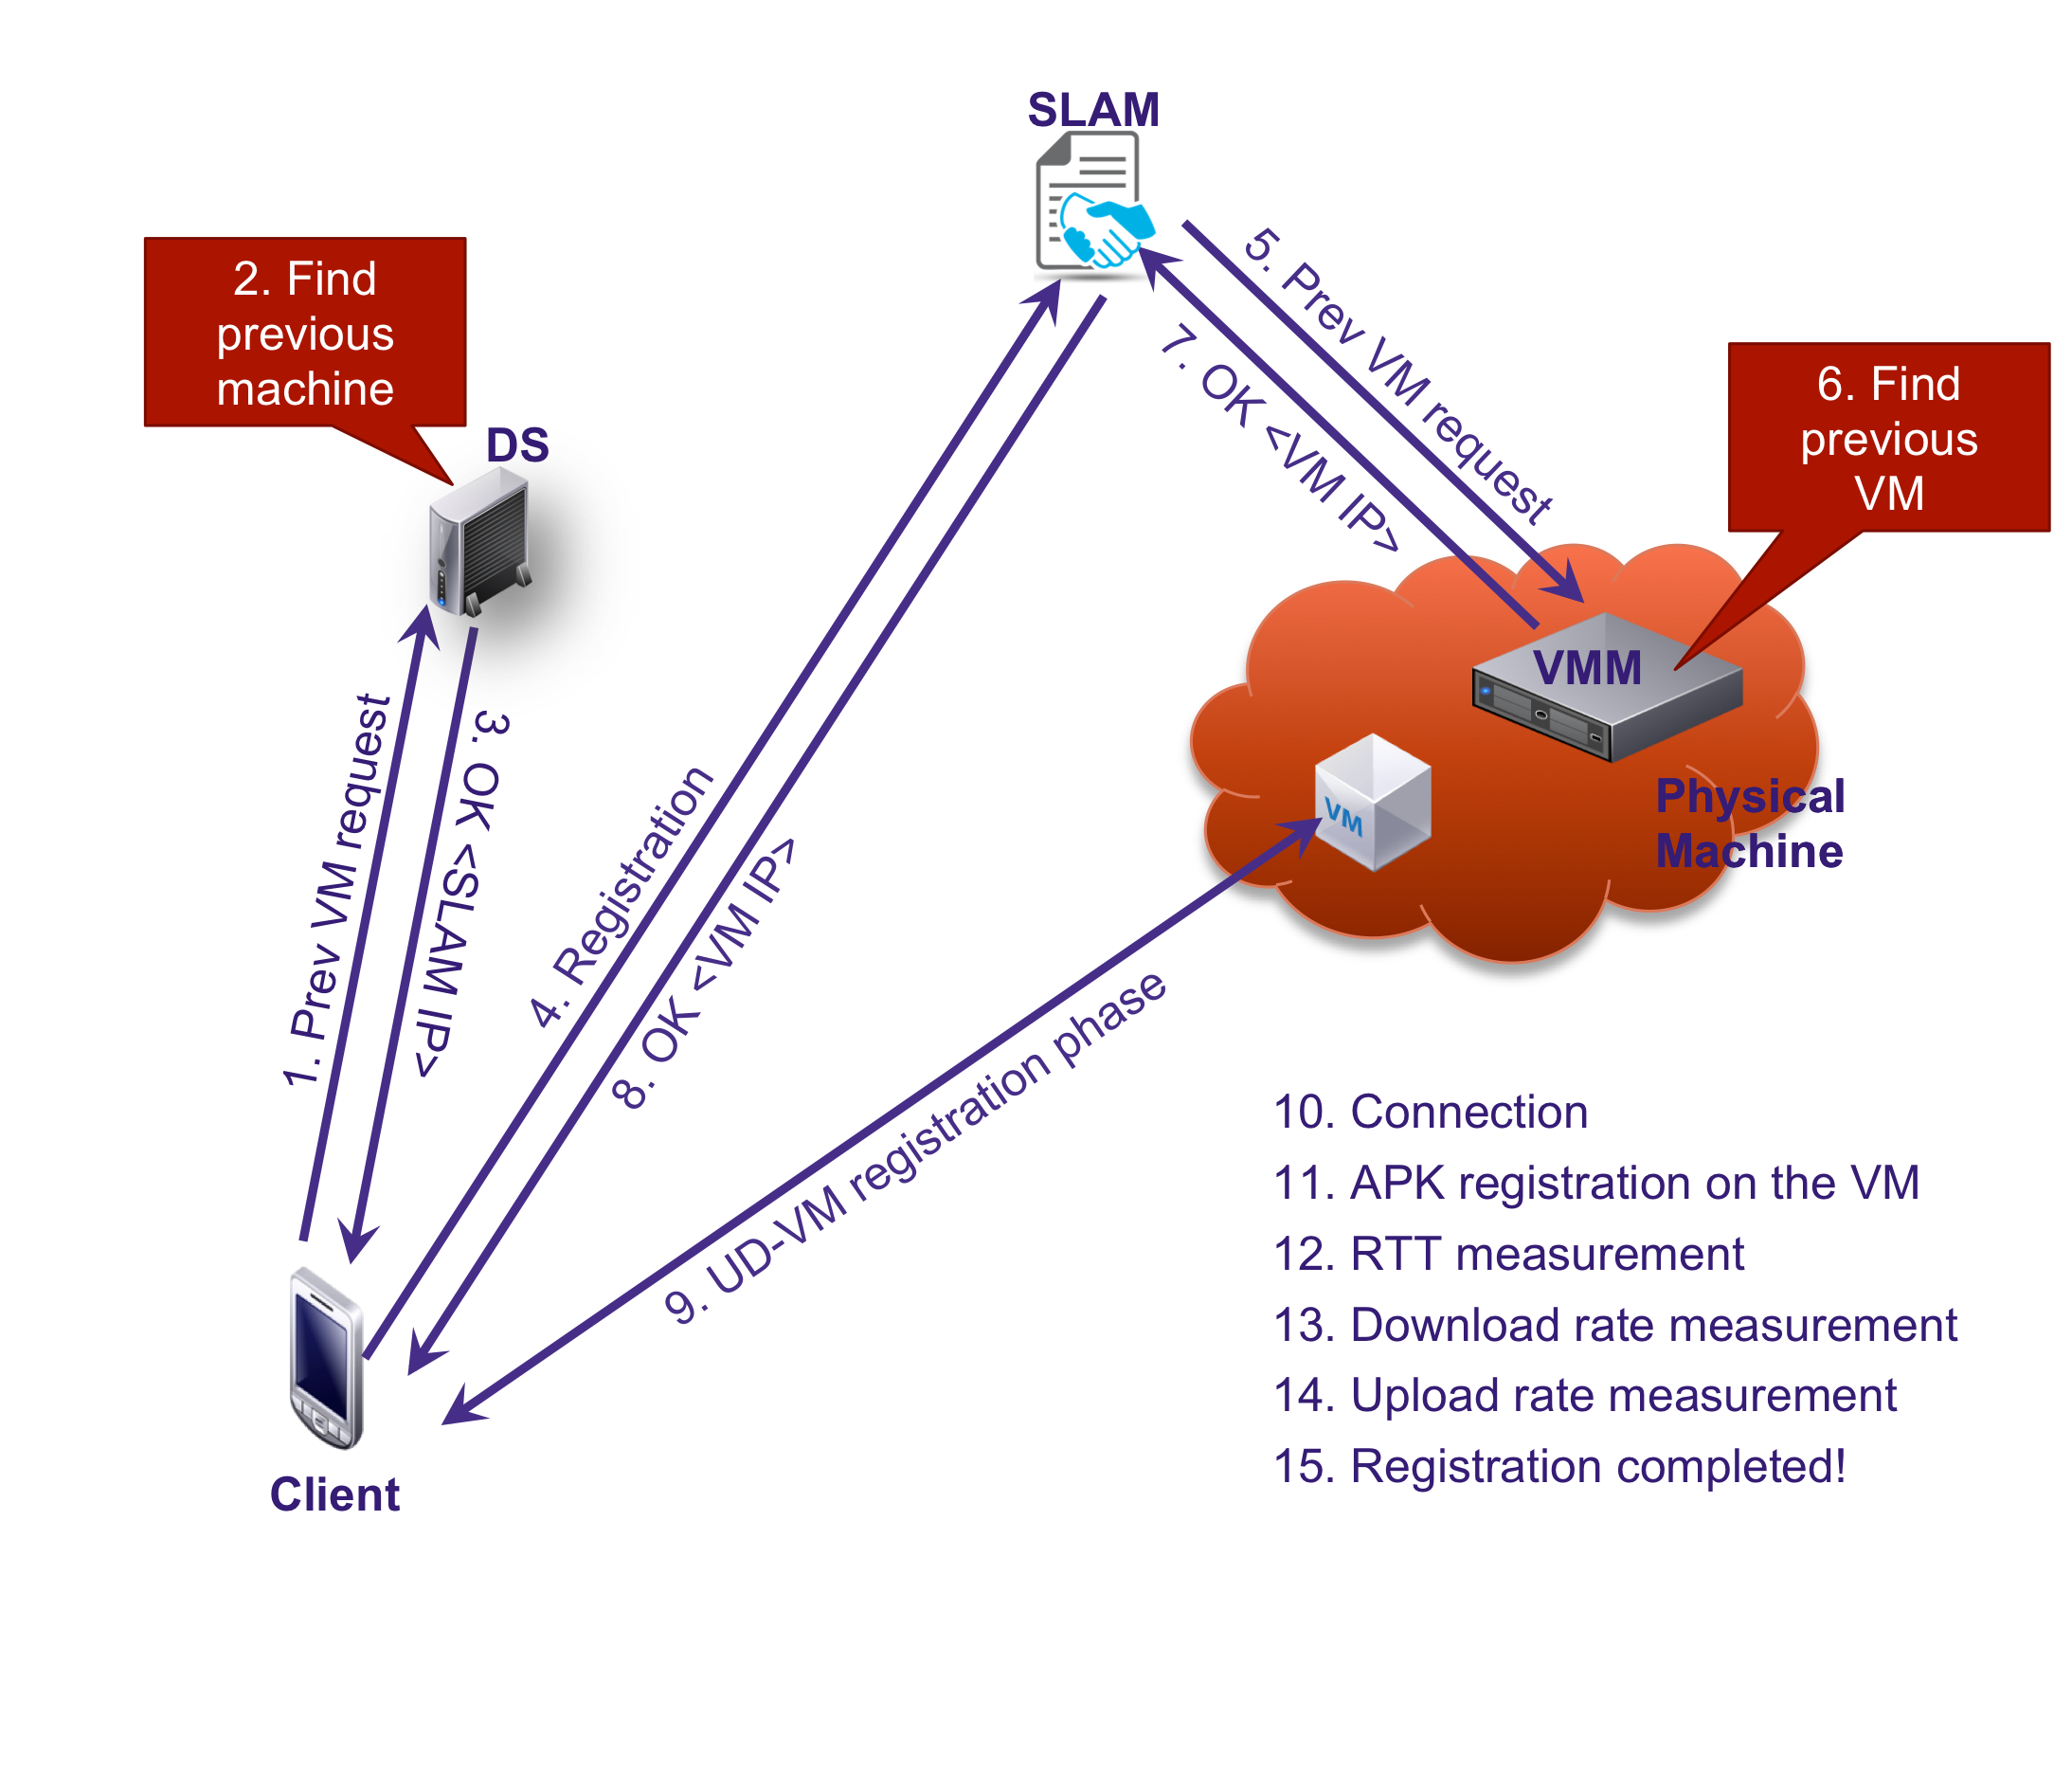 SLAM
2. Find
previous
machine
DS
5. Prev VM request
7. OK <VM IP>
6. Find
previous
VM
VMM
Physical
Machine
VM
1. Prev VM request
3. OK <SLAM IP>
4. Registration
8. OK <VM IP>
9. UD-VM registration phase
10. Connection
11. APK registration on the VM
12. RTT measurement
13. Download rate measurement
14. Upload rate measurement
15. Registration completed!
Client